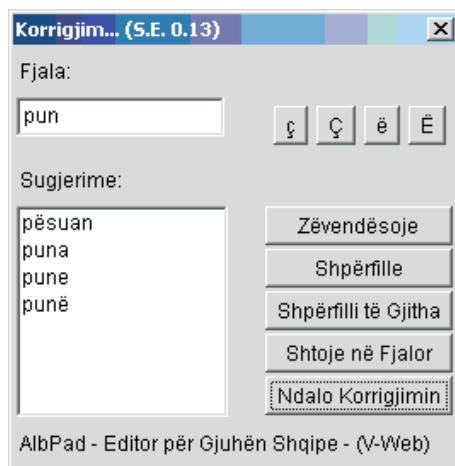 Korrigjim... (S.E. 0.13)
Fjala:
pun
ç Ç ë Ë
Sugjerime:
pësuan
puna
pune
punë
Zëvendësoje
Shpërfille
Shpërfilli të Gjitha
Shtoje në Fjalor
Ndalo Korrigjimin
AlbPad - Editor për Gjuhën Shqipe - (V-Web)